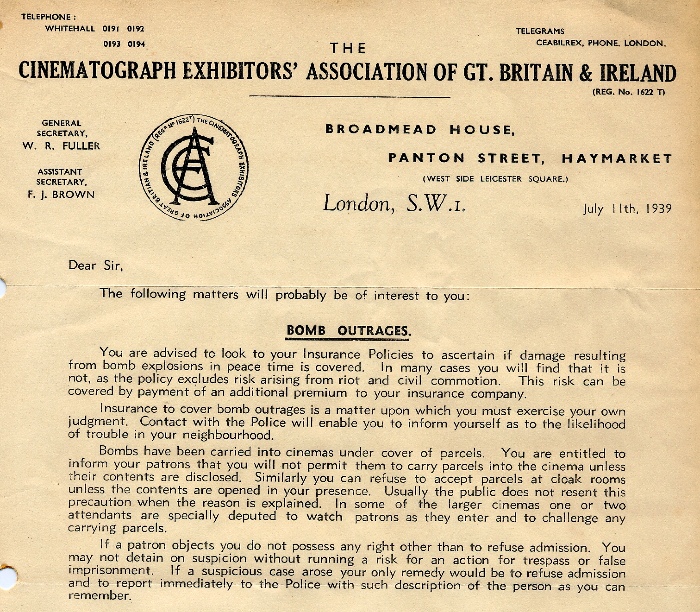 TELEPHONE :
WHITEHALL 0191 0192
0193 0194
TELEGRAMS
CEABILREX, PHONE, LONDON.
THE
CINEMATOGRAPH EXHIBITORS' ASSOCIATION OF GT. BRITAIN & IRELAND
(REG. No. 1622 T)
GENERAL
SECRETARY,
W. R. FULLER
ASSISTANT
SECRETARY,
F. J. BROWN
THE CINEMATOGRAPH EXHIBITORS ASSOCIATION OF GREAT BRITAIN & IRELAND (REGD No 1622T)
CEA
BROADMEAD HOUSE,
PANTON STREET, HAYMARKET
(WEST SIDE LEICESTER SQUARE.)
London, S.W.1.
July 11th, 1939
Dear Sir,
The following matters will probably be of interest to you:
BOMB OUTRAGES.
You are advised to look to your Insurance Policies to ascertain if damage resulting
from bomb explosions in peace time is covered. In many cases you will find that it is
not, as the policy excludes risk arising from riot and civil commotion. This risk can be
covered by payment of an additional premium to your insurance company.
Insurance to cover bomb outrages is a matter upon which you must exercise your own
judgment. Contact with the Police will enable you to inform yourself as to the likelihood
of trouble in your neighbourhood.
Bombs have been carried into cinemas under cover of parcels. You are entitled to
inform your patrons that you will not permit them to carry parcels into the cinema unless
their contents are disclosed. Similarly you can refuse to accept parcels at cloak rooms
unless the contents are opened in your presence. Usually the public does not resent this
precaution when the reason is explained. In some of the larger cinemas one or two
attendants are specially deputed to watch patrons as they enter and to challenge any
carrying parcels.
If a patron objects you do not possess any right other than to refuse admission. You
may not detain on suspicion without running a risk for an action for trespass or false
imprisonment. If a suspicious case arose your only remedy would be to refuse admission
and to report immediately to the Police with such description of the person as you can
remember.